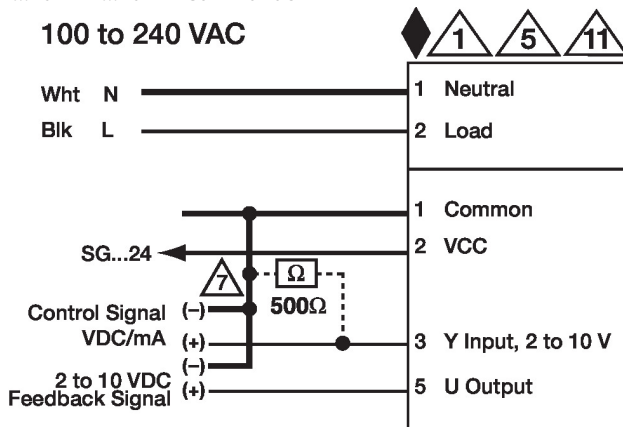 100 to 240 VAC
1 5 11
Wht N 1 Neutral
Blk L 2 Load
1 Common
SG...24 2 VCC
7 Ω
500Ω
Control Signal (–)
VDC/mA (+) 3 Y Input, 2 to 10 V
(–)
2 to 10 VDC
Feedback Signal (+) 5 U Output